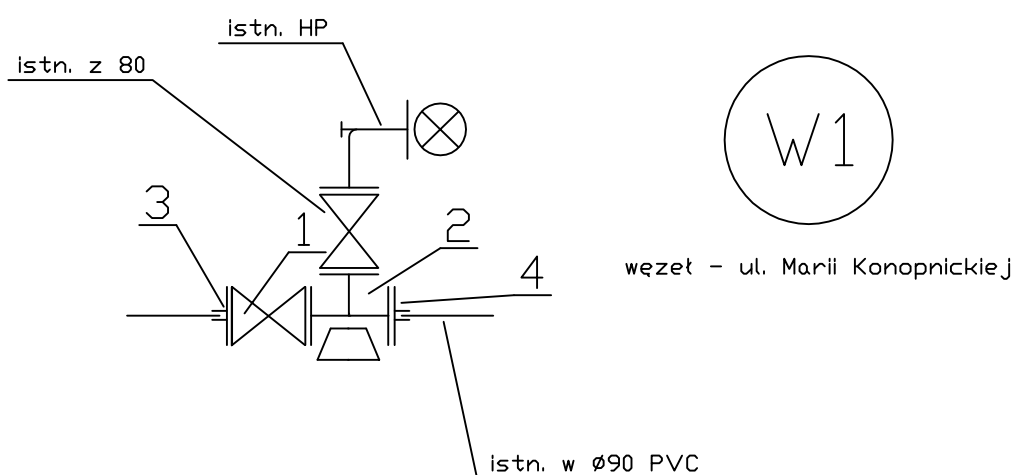 istn. HP
istn. z 80
W1
3
1
2
węzeł - ul. Marii Konopnickiej
4
istn. w Ø90 PVC